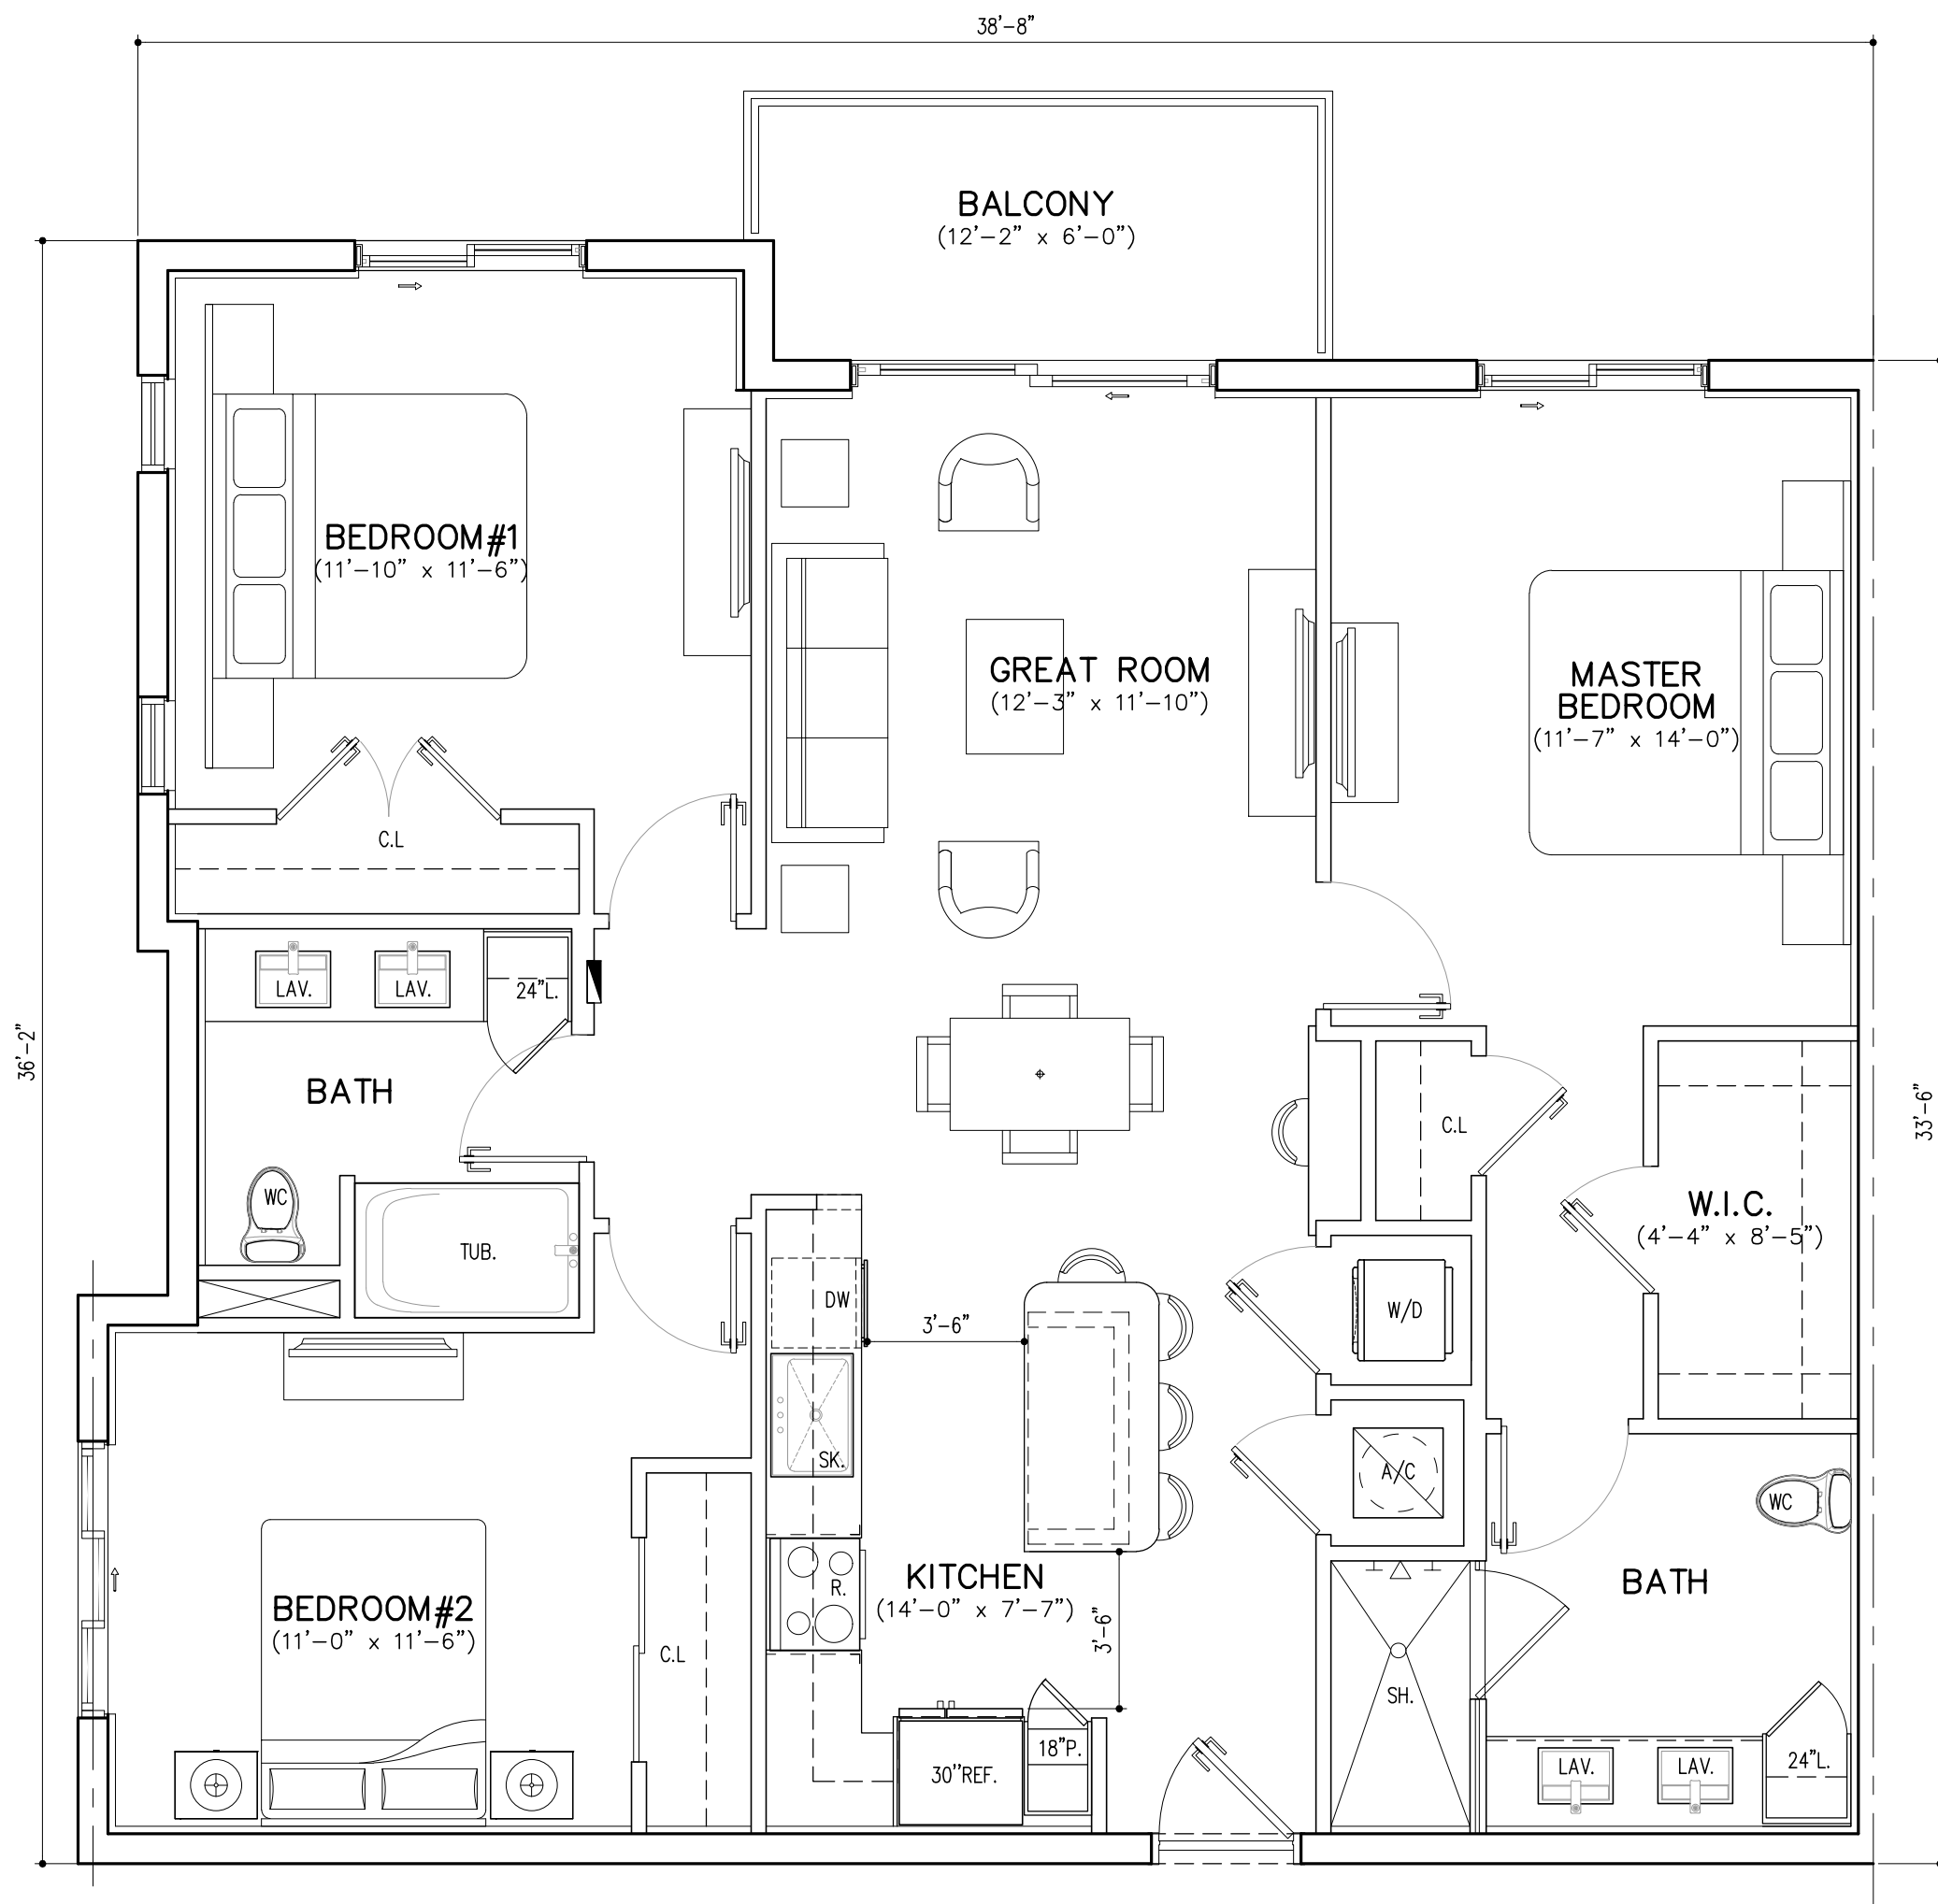 38'-8"
BALCONY
(12'-2" x 6'-0")
BEDROOM#1
(11'-10" x 11'-6")
GREAT ROOM
(12'-3" x 11'-10")
MASTER
BEDROOM
(11'-7" x 14'-0")
C.L
LAV.
LAV.
24"L.
36'-2"
33'-6"
BATH
C.L
WC
TUB.
W.I.C.
(4'-4" x 8'-5")
DW
3'-6"
W/D
SK.
A/C
WC
KITCHEN
(14'-0" x 7'-7")
R.
BATH
BEDROOM#2
(11'-0" x 11'-6")
C.L
3'-6"
SH.
18"P.
30"REF.
LAV.
LAV.
24"L.